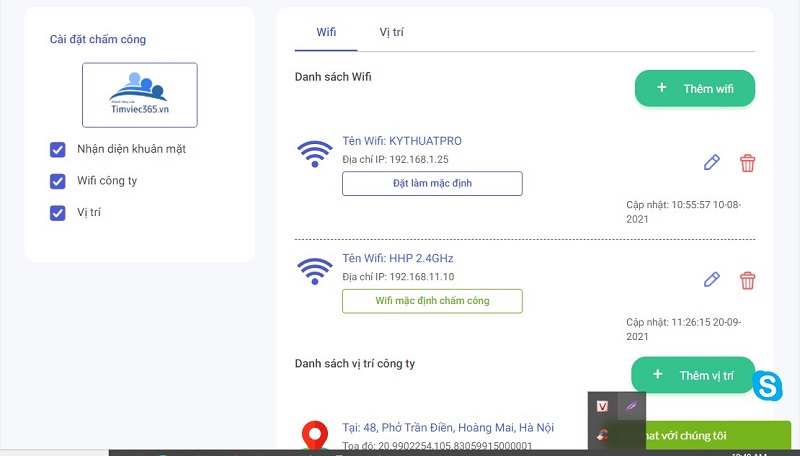 Cài đặt chấm công
Timviec365.vn
Nhận diện khuân mặt
Wifi công ty
Vị trí
Wifi
Vị trí
Danh sách Wifi
+ Thêm wifi
Tên Wifi: KYTHUATPRO
Địa chỉ IP: 192.168.1.25
Đặt làm mặc định
Cập nhật: 10:55:57 10-08-
2021
Tên Wifi: HHP 2.4GHz
Địa chỉ IP: 192.168.11.10
Wifi mặc định chấm công
Cập nhật: 11:26:15 20-09-
2021
Danh sách vị trí công ty
+ Thêm vị trí
S
V
Tại: 48, Phở Trần Điền, Hoàng Mai, Hà Nội
hat với chúng tôi
Toạ độ: 20.9902254,105.83059915000001